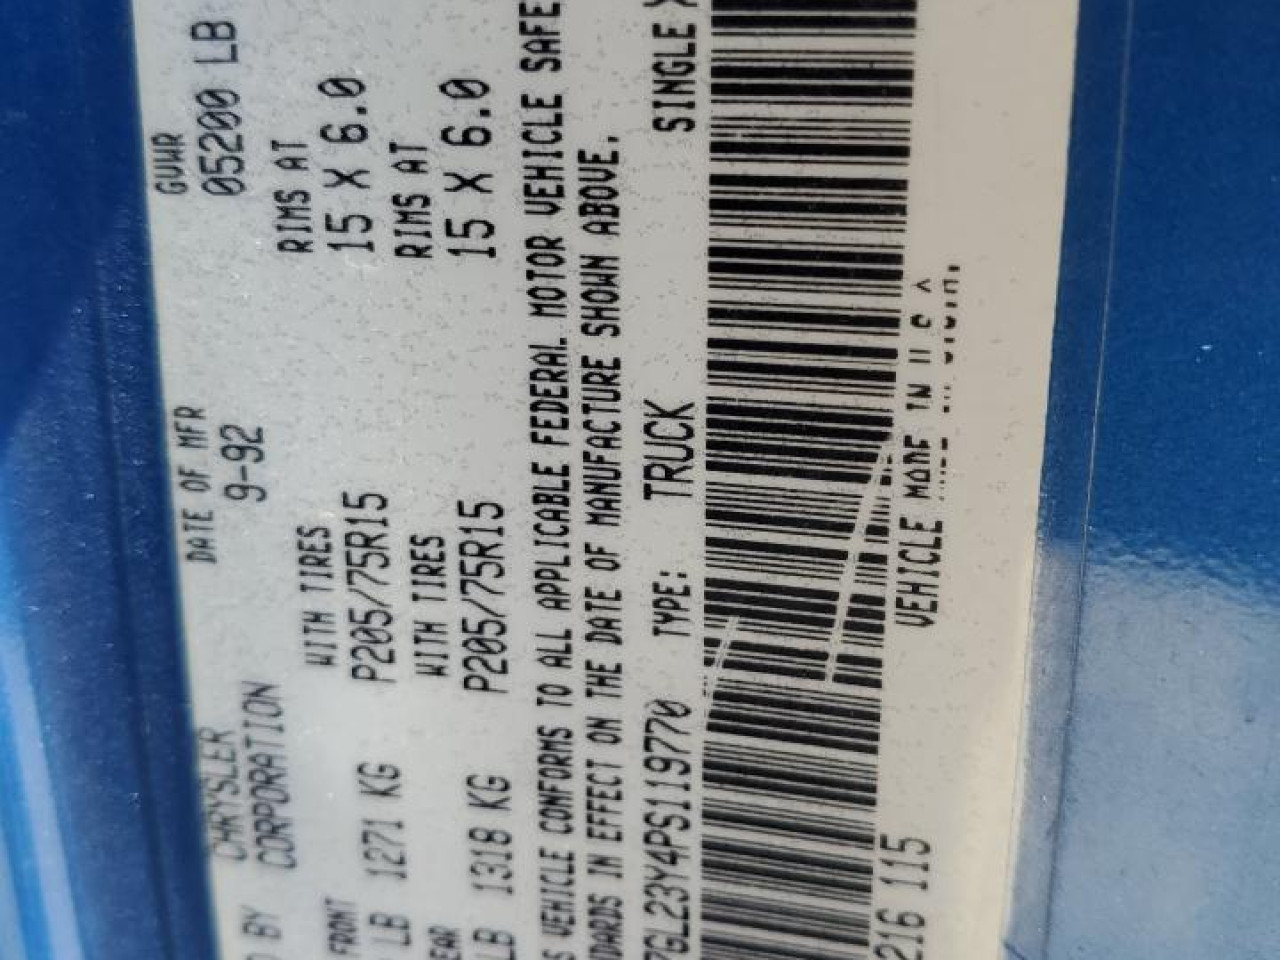 DATE OF MFR GVWR
BY CHRYSLER 9-92 05200 LB
CORPORATION
FRONT WITH TIRES RIMS AT
LB 1271 KG P205/75R15 15 X 6.0
WITH TIRES RIMS AT
LB 1318 KG P205/75R15 15 X 6.0
VEHICLE CONFORMS TO ALL APPLICABLE FEDERAL MOTOR VEHICLE SAFE
IN EFFECT ON THE DATE OF MANUFACTURE SHOWN ABOVE.
7GL23Y4PS119770 TYPE: TRUCK SINGLE X
216 115 VEHICLE MADE IN